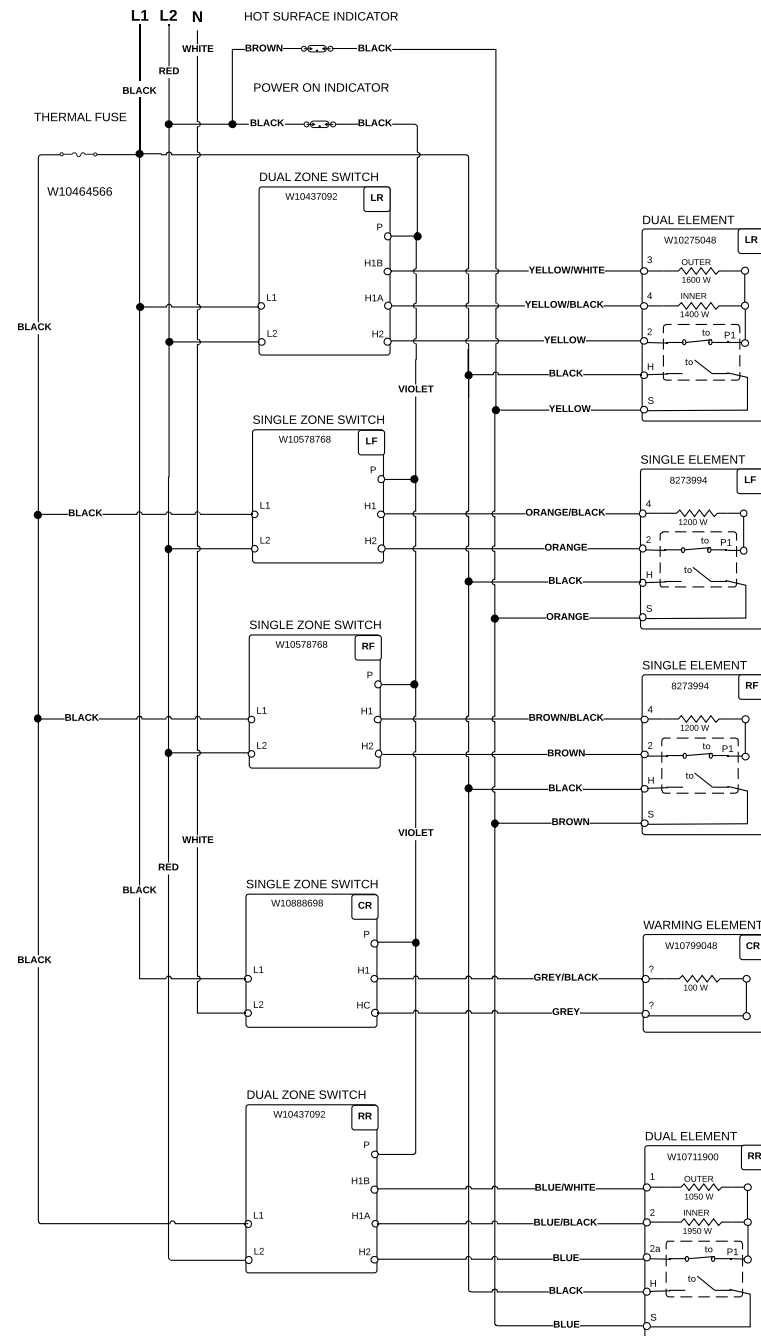 L1 L2 N
HOT SURFACE INDICATOR
WHITE
BROWN BLACK
RED
BLACK
POWER ON INDICATOR
THERMAL FUSE
BLACK BLACK
W10464566
DUAL ZONE SWITCH
W10437092
LR
P
H1B
L1 H1A
L2 H2
DUAL ELEMENT
W10275048
LR
3 OUTER
1600 W
4 INNER
1400 W
2 to P1
H to
S
YELLOW/WHITE
YELLOW/BLACK
YELLOW
BLACK
YELLOW
BLACK
VIOLET
SINGLE ZONE SWITCH
W10578768
LF
P
L1 H1
L2 H2
BLACK
SINGLE ELEMENT
8273994
LF
4
1200 W
2 to P1
H to
S
ORANGE/BLACK
ORANGE
BLACK
ORANGE
SINGLE ZONE SWITCH
W10578768
RF
P
L1 H1
L2 H2
BLACK
SINGLE ELEMENT
8273994
RF
4
1200 W
2 to P1
H to
S
BROWN/BLACK
BROWN
BLACK
BROWN
VIOLET
WHITE
RED
BLACK
BLACK
SINGLE ZONE SWITCH
W10888698
CR
P
L1 H1
L2 HC
WARMING ELEMENT
W10799048
CR
?
100 W
?
GREY/BLACK
GREY
DUAL ZONE SWITCH
W10437092
RR
P
H1B
L1 H1A
L2 H2
DUAL ELEMENT
W10711900
RR
1 OUTER
1050 W
2 INNER
1950 W
2a to P1
H to
S
BLUE/WHITE
BLUE/BLACK
BLUE
BLACK
BLUE